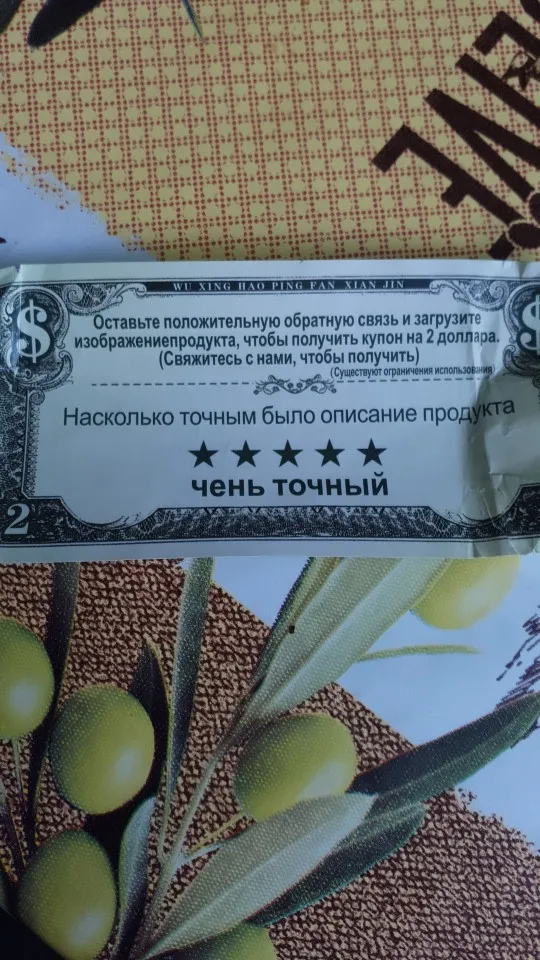 WU XING HAO PING FAN XIAN JIN
Оставьте положительную обратную связь и загрузите
изображениепродукта, чтобы получить купон на 2 доллара.
(Свяжитесь с нами, чтобы получить)
(Существуют ограничения использования)
Насколько точным было описание продукта
★ ★ ★ ★ ★
чень точный
$
$
2